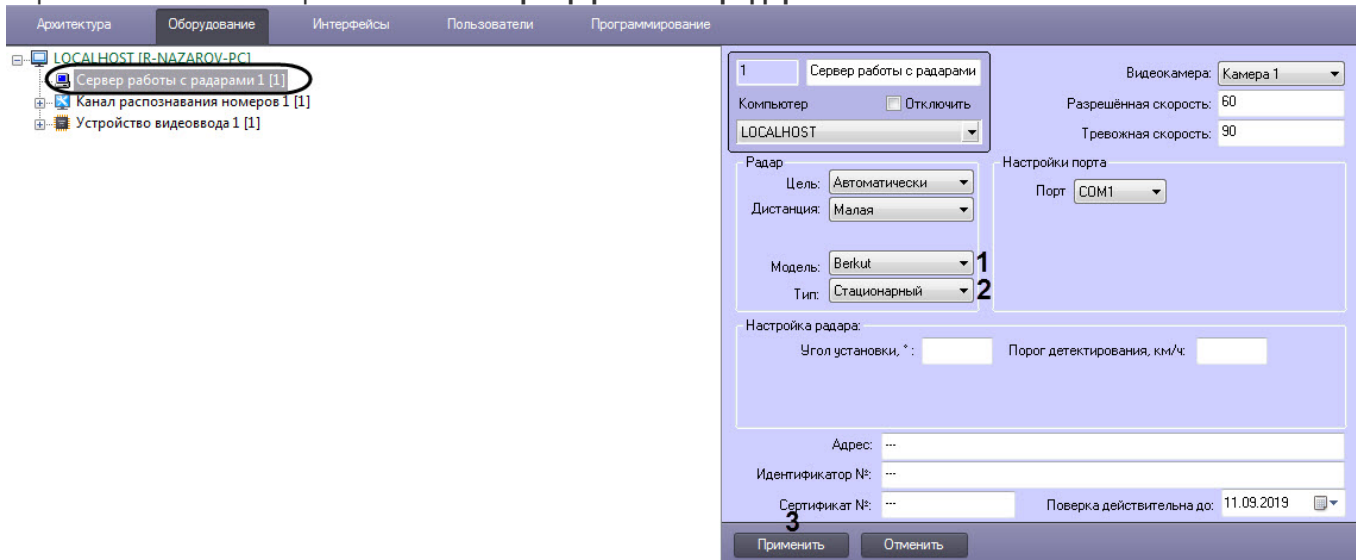 Архитектура Оборудование Интерфейсы Пользователи Программирование
LOCALHOST [R-NAZAROV-PC]
Сервер работы с радарами 1 [1]
Канал распознавания номеров 1 [1]
Устройство видеоввода 1 [1]
1 Сервер работы с радарами
Видеокамера: Камера 1
Компьютер Отключить
Разрешённая скорость: 60
LOCALHOST
Тревожная скорость: 90
Радар
Цель: Автоматически
Дистанция: Малая
Модель: Berkut 1
Тип: Стационарный 2
Настройки порта
Порт COM1
Настройка радара:
Угол установки, ° : Порог детектирования, км/ч:
Адрес: ---
Идентификатор №: ---
Сертификат №: --- Поверка действительна до: 11.09.2019
3
Применить Отменить